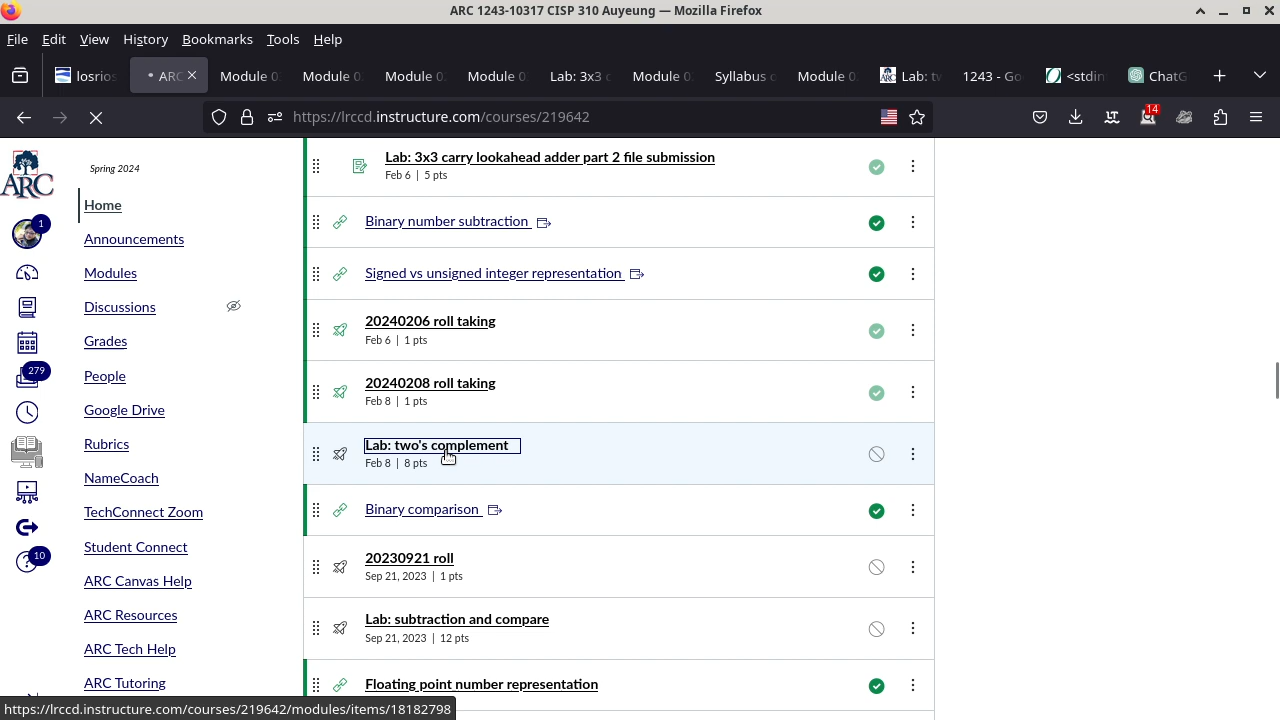 ARC 1243-10317 CISP 310 Auyeung — Mozilla Firefox
File Edit View History Bookmarks Tools Help
losrios ARC Module 0 Module 0 Module 0 Module 0 Lab: 3x3 c Module 0 Syllabus Module 0 Lab: tw 1243 - Go <stdin ChatG
https://lrccd.instructure.com/courses/219642
14
ARC
Spring 2024
Home
1
Announcements
Modules
Discussions
Grades
279
People
Google Drive
Rubrics
NameCoach
TechConnect Zoom
Student Connect
10
ARC Canvas Help
ARC Resources
ARC Tech Help
ARC Tutoring
Lab: 3x3 carry lookahead adder part 2 file submission
Feb 6 | 5 pts
Binary number subtraction
Signed vs unsigned integer representation
20240206 roll taking
Feb 6 | 1 pts
20240208 roll taking
Feb 8 | 1 pts
Lab: two's complement
Feb 8 | 8 pts
Binary comparison
20230921 roll
Sep 21, 2023 | 1 pts
Lab: subtraction and compare
Sep 21, 2023 | 12 pts
Floating point number representation
https://lrccd.instructure.com/courses/219642/modules/items/18182798